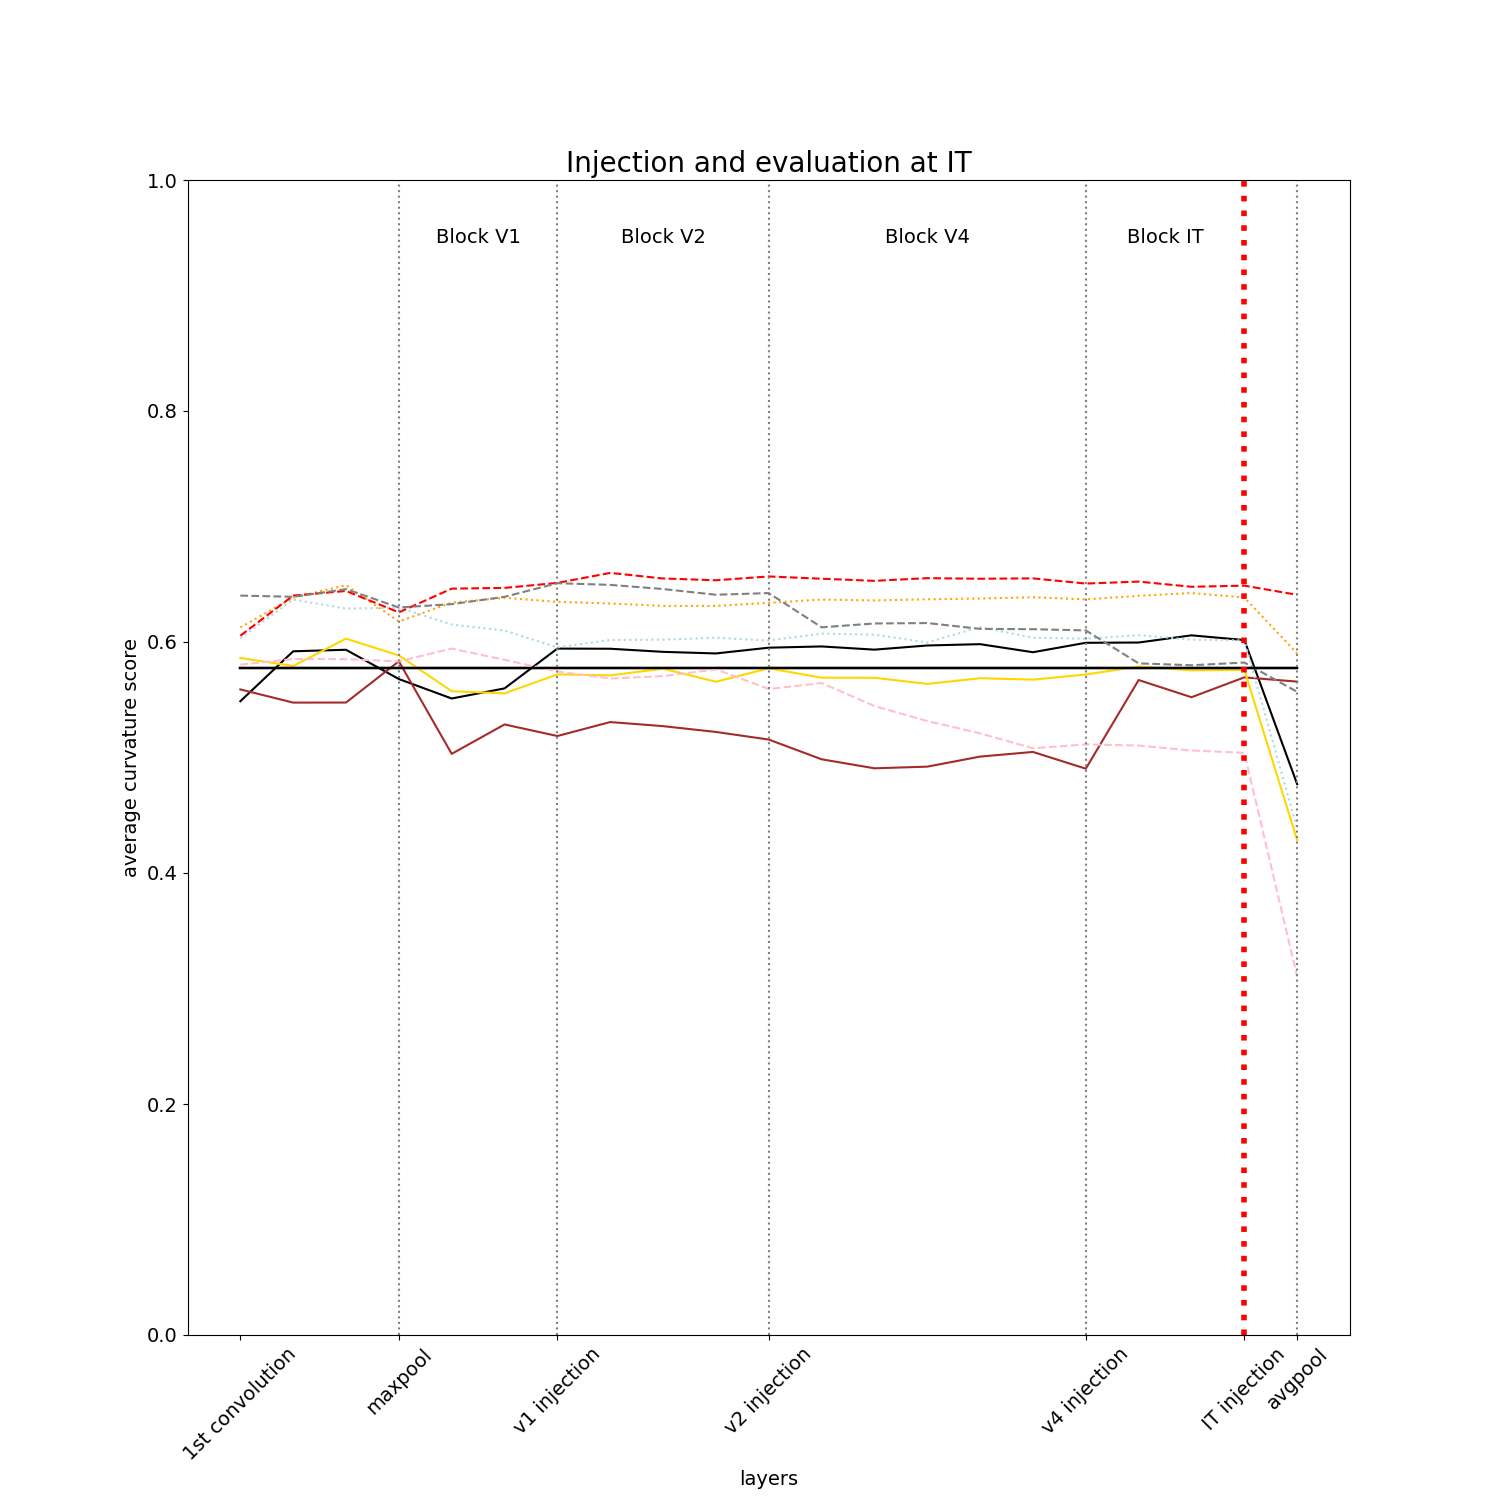 Injection and evaluation at IT
1.0
Block V1 Block V2 Block V4 Block IT
0.8
0.6
average curvature score
0.4
0.2
0.0
1st convolution maxpool v1 injection v2 injection v4 injection IT injection avgpool
layers